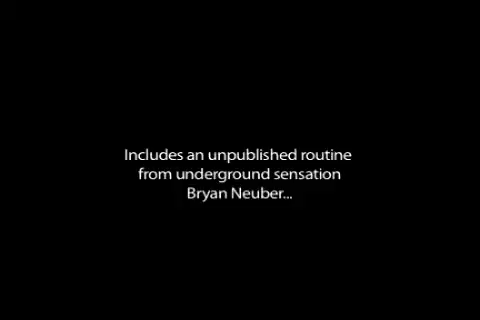 Includes an unpublished routine
from underground sensation
Bryan Neuber...